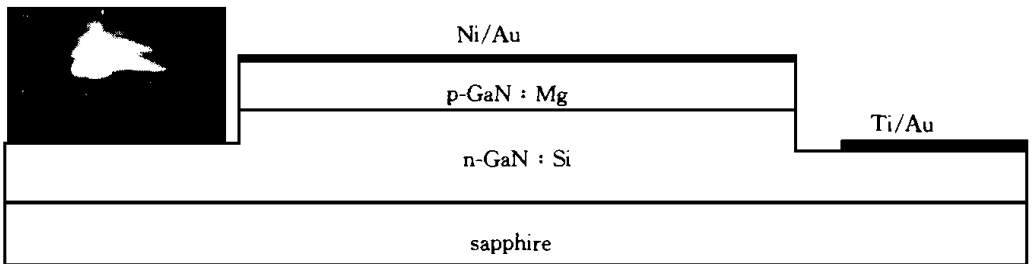 Ni/Au
p-GaN : Mg
Ti/Au
n-GaN : Si
sapphire